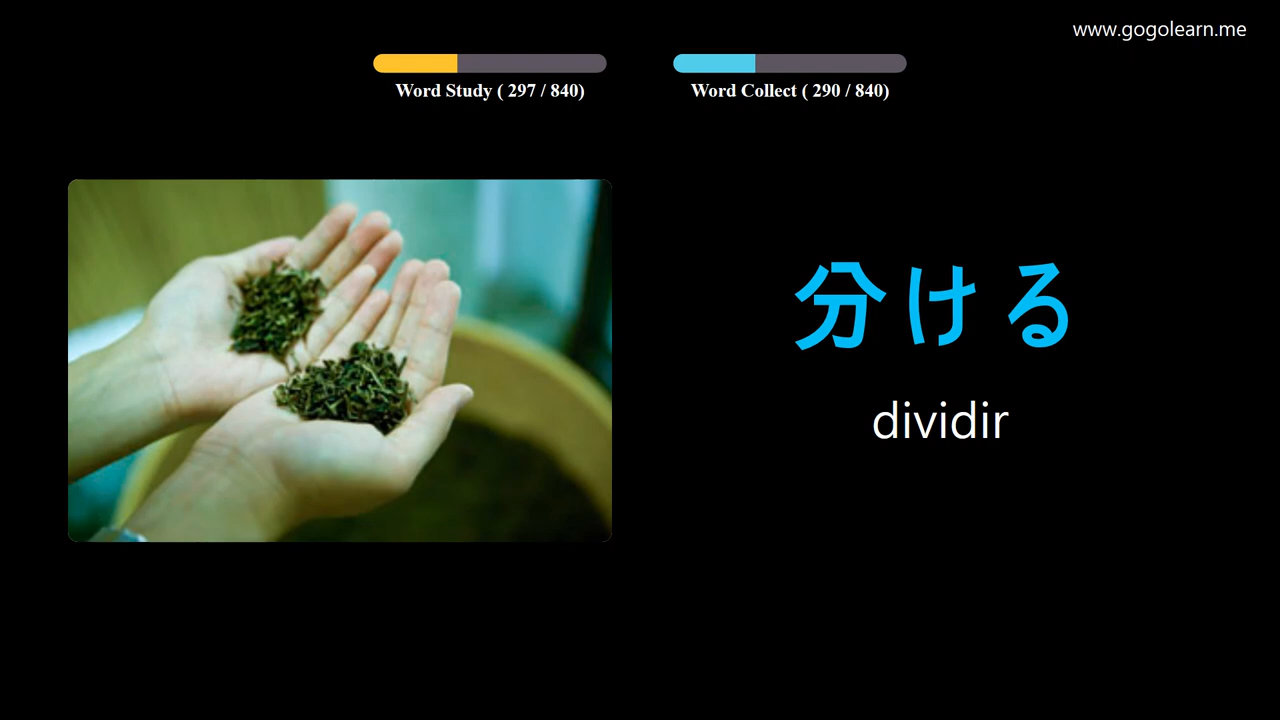 www.gogolearn.me
Word Study ( 297 / 840)
Word Collect ( 290 / 840)
分ける
dividir